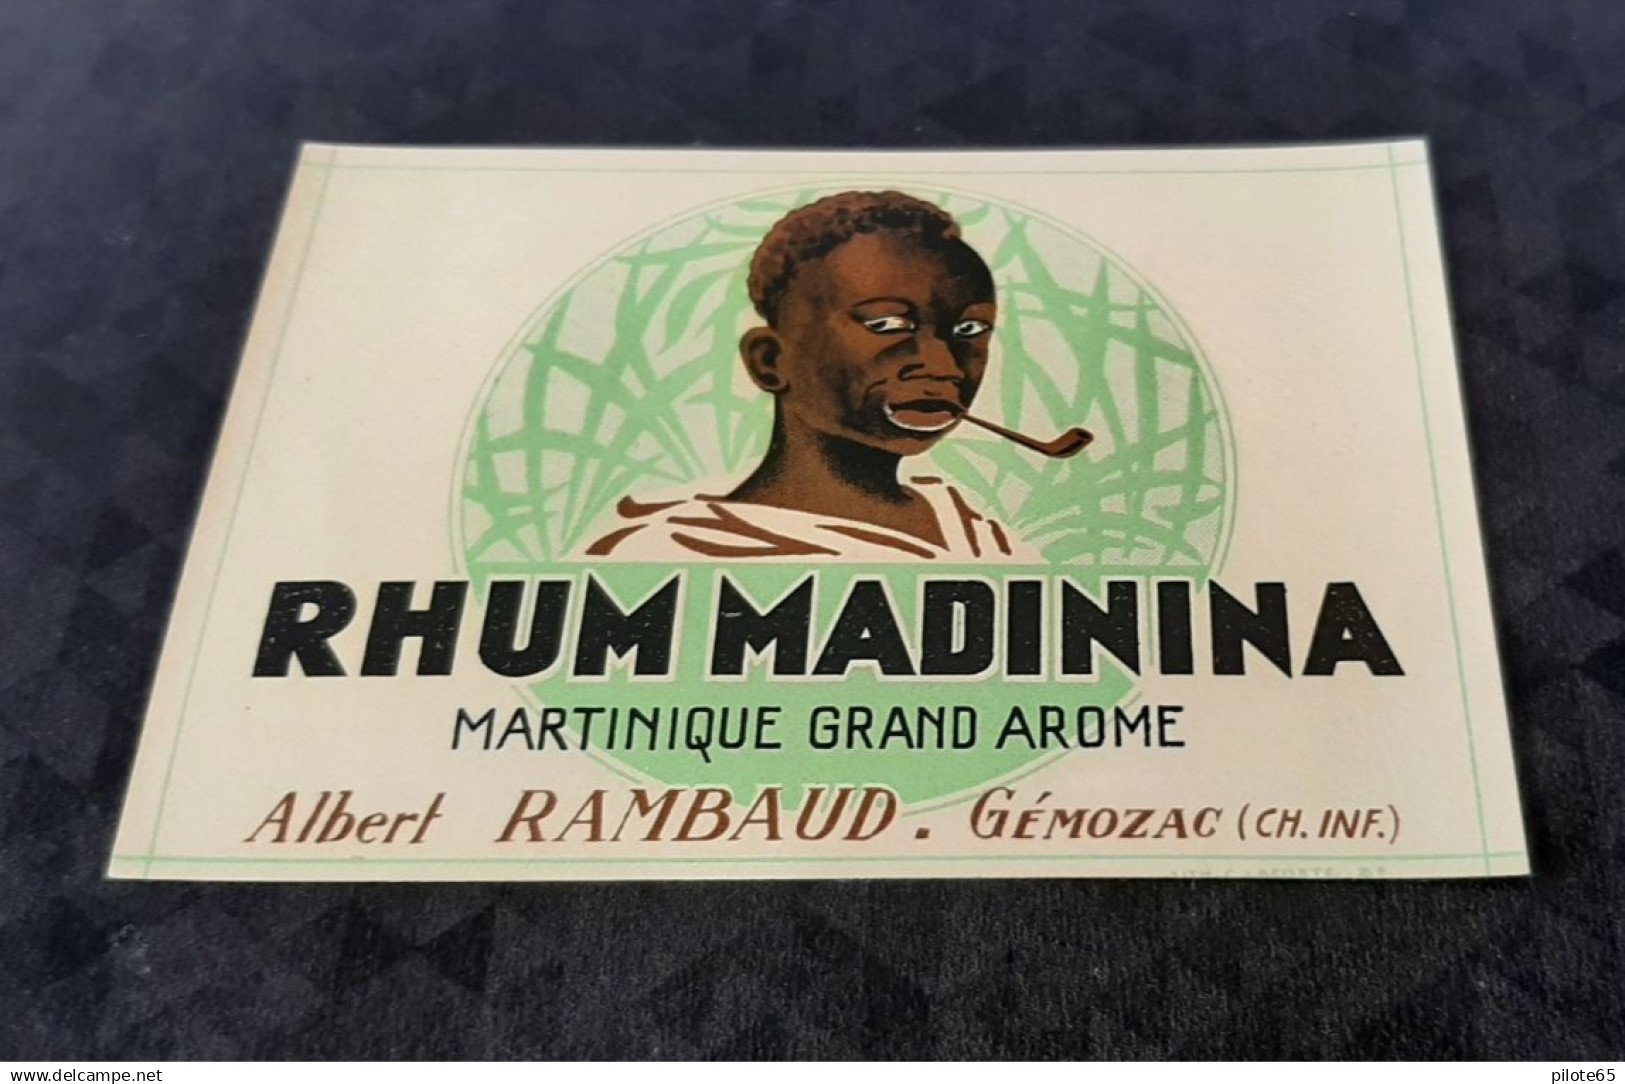 RHUM MADININA
MARTINIQUE GRAND AROME
Albert RAMBAUD. GÉMOZAC (CH. INF.)
www.delcampe.net
pilote65